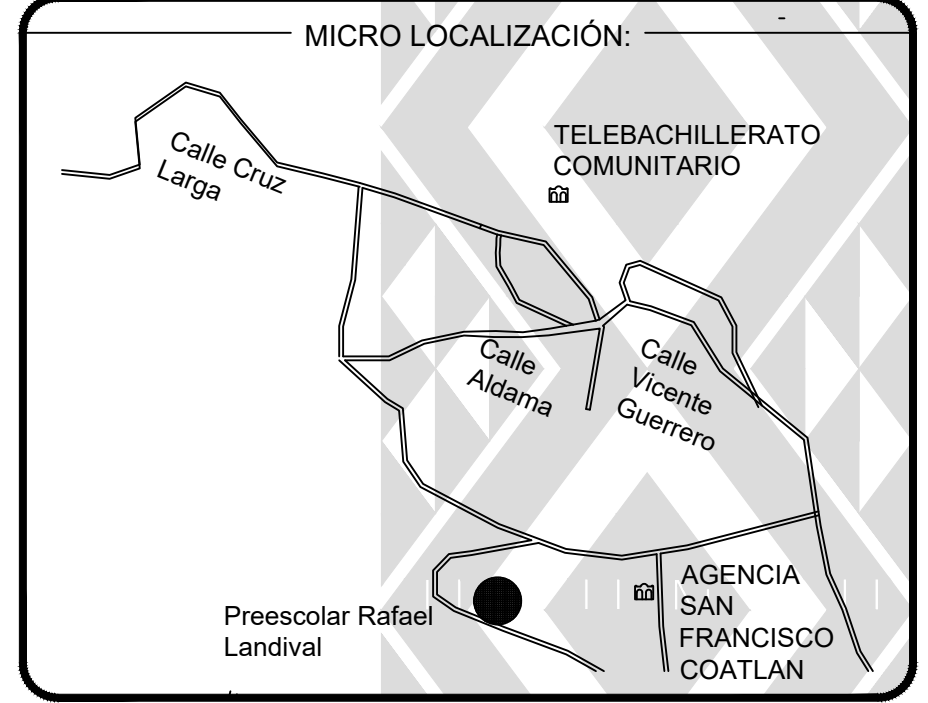 MICRO LOCALIZACIÓN:
TELEBACHILLERATO
COMUNITARIO
Calle Cruz
Larga
Calle
Aldama
Calle
Vicente
Guerrero
Preescolar Rafael
Landival
AGENCIA
SAN
FRANCISCO
COATLAN